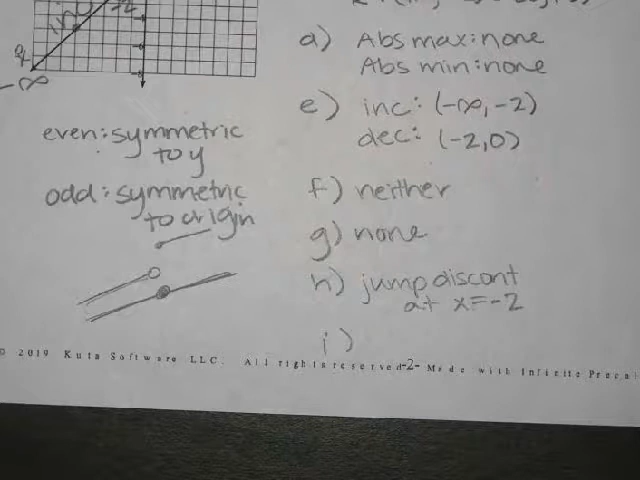 a) Abs max: none
Abs min: none
-∞
e) inc: (-∞, -2)
dec: (-2, 0)
even: symmetric
to y
odd: symmetric
to origin
f) neither
g) none
h) jump discont
at x=-2
i)
2019 Kuta Software LLC. All rights reserved. -2- Made with Infinite